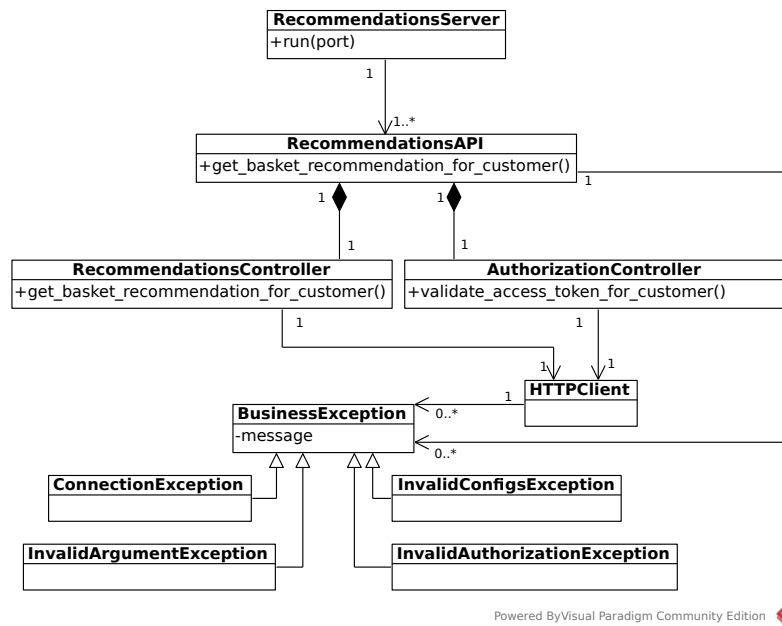 RecommendationsServer
+run(port)
1
1..*
RecommendationsAPI
+get_basket_recommendation_for_customer()
1
1
1
1
1
RecommendationsController
+get_basket_recommendation_for_customer()
AuthorizationController
+validate_access_token_for_customer()
1
1
1
1
HTTPClient
1
0..*
BusinessException
-message
0..*
ConnectionException
InvalidConfigsException
InvalidArgumentException
InvalidAuthorizationException
Powered ByVisual Paradigm Community Edition